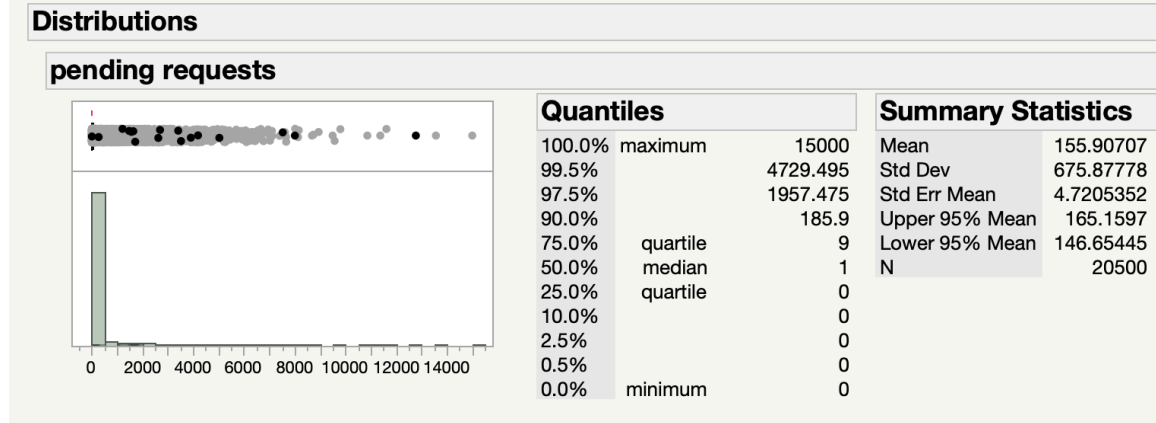 Distributions
pending requests
0 2000 4000 6000 8000 10000 12000 14000
Quantiles
100.0% maximum 15000
99.5% 4729.495
97.5% 1957.475
90.0% 185.9
75.0% quartile 9
50.0% median 1
25.0% quartile 0
10.0% 0
2.5% 0
0.5% 0
0.0% minimum 0
Summary Statistics
Mean 155.90707
Std Dev 675.87778
Std Err Mean 4.7205352
Upper 95% Mean 165.1597
Lower 95% Mean 146.65445
N 20500